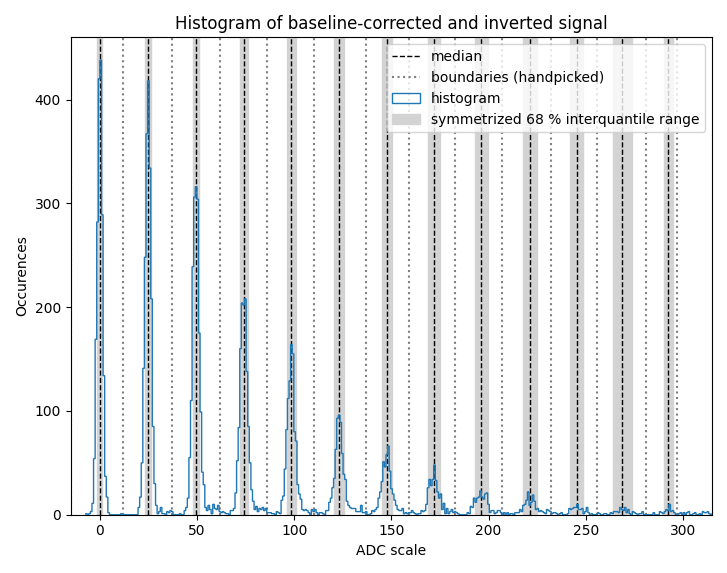 Histogram of baseline-corrected and inverted signal
median
boundaries (handpicked)
histogram
symmetrized 68 % interquantile range
Occurences
400
300
200
100
0
0 50 100 150 200 250 300
ADC scale